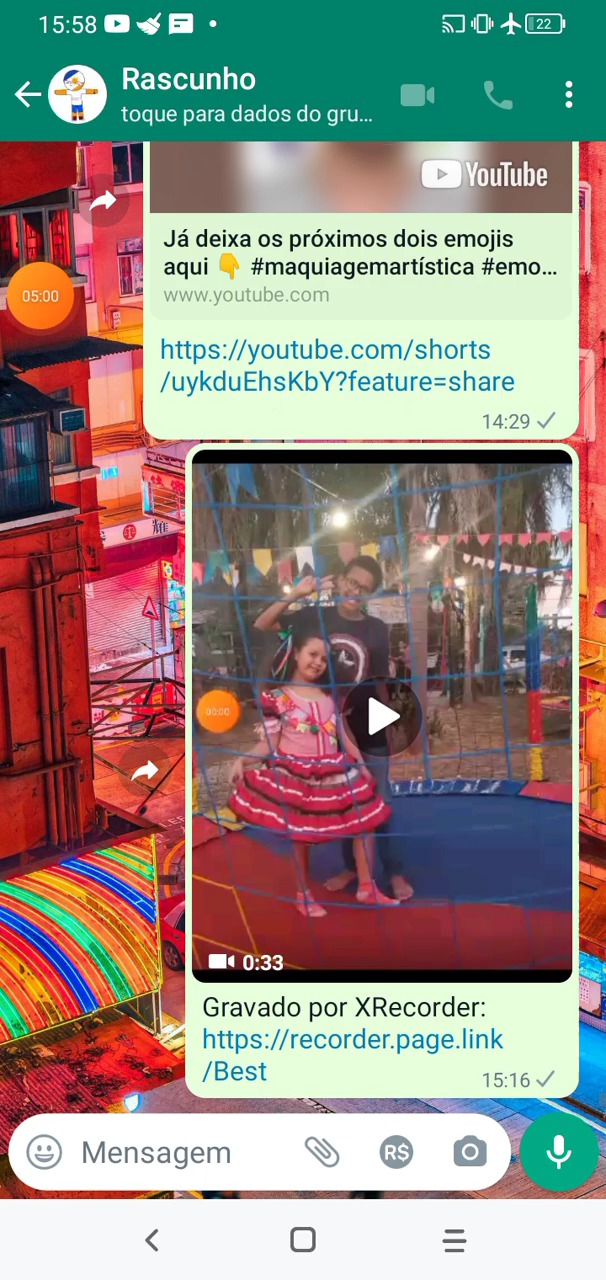 15:58
22
Rascunho
toque para dados do gru...
YouTube
Já deixa os próximos dois emojis
aqui 👇 #maquiagemartística #emo...
www.youtube.com
05:00
https://youtube.com/shorts
/uykduEhsKbY?feature=share
14:29
耀
00:00
0:33
Gravado por XRecorder:
https://recorder.page.link
/Best
15:16
Mensagem
R$